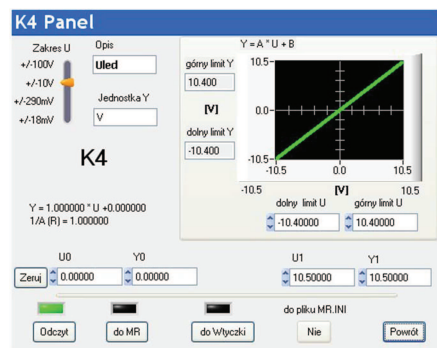 K4 Panel
Zakres U
+/-100V
+/-10V
+/-290mV
+/-18mV
Opis
Uled
Jednostka Y
V
K4
Y = 1.000000 * U +0.000000
1/A (R) = 1.000000
Y = A * U + B
górny limit Y
10.400
[V]
dolny limit Y
-10.400
10.5-
0.0-
-10.5-
-10.5 0.0 10.5
-10.5 [V] 10.5
dolny limit U górny limit U
-10.40000 10.40000
U0 Y0 U1 Y1
Zeruj 0.00000 0.00000 10.50000 10.50000
do pliku MR.INI
Odczyt do MR do Wtyczki Nie Powrót